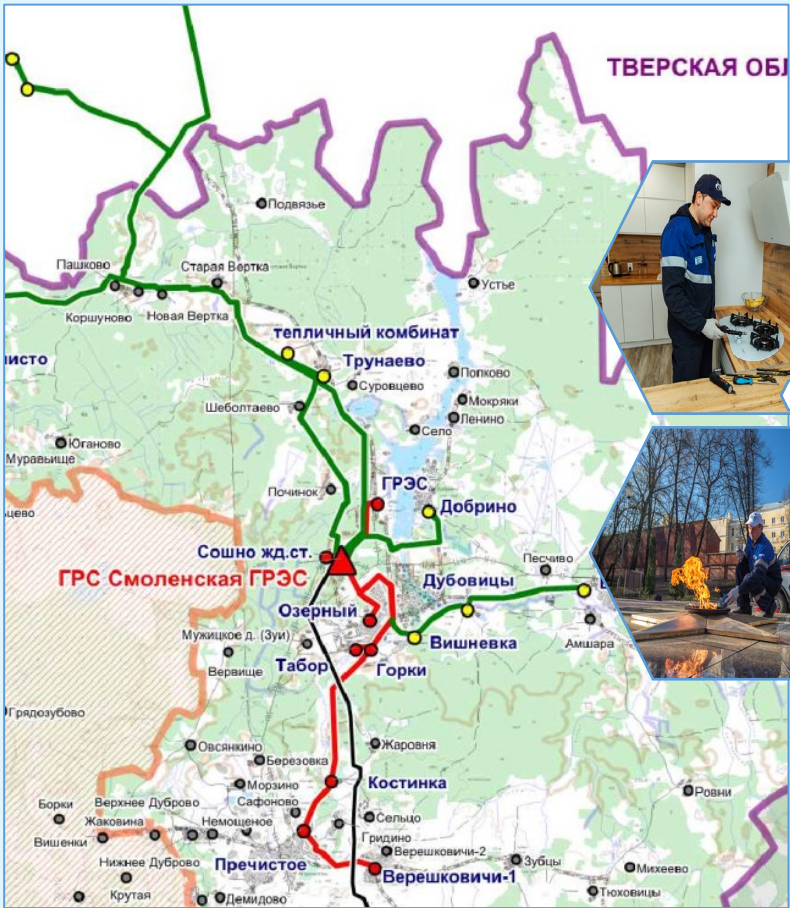 ТВЕРСКАЯ ОБЛ
Подвязье
Пашково
Старая Вертка
Устье
Коршуново
Новая Вертка
тепличный комбинат
Трунаево
Суровцево
Попково
Мокряки
Ленино
Шеболтаево
Село
Юганово
Муравьище
Починок
ГРЭС
Добрино
Сошно жд.ст.
ГРС Смоленская ГРЭС
Песчиво
Дубовицы
Озерный
Мужицкое д. (Зуи)
Вервище
Табор
Горки
Вишневка
Амшара
Грядозубово
Овсянкино
Жаровня
Березовка
Костинка
Морзино
Ровни
Борки
Верхнее Дуброво
Сафоново
Сельцо
Жаковина
Немощеное
Гридино
Вишенки
Верешковичи-2
Зубцы
Нижнее Дуброво
Пречистое
Верешковичи-1
Михеево
Крутая
Демидово
Тюховицы